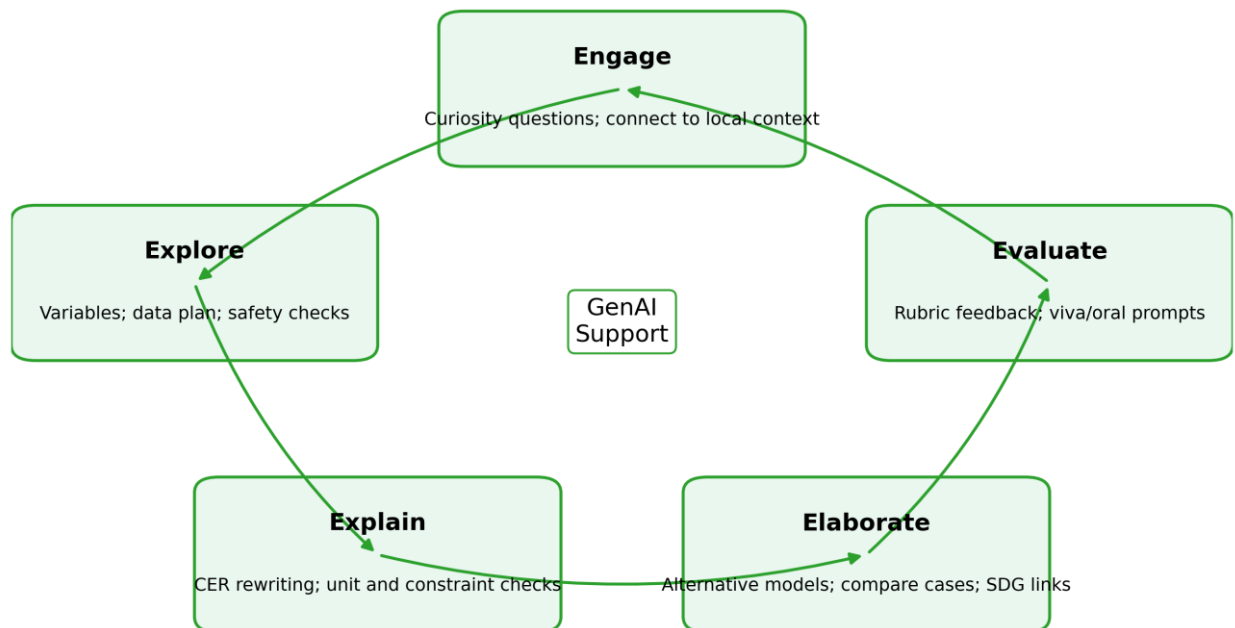 Engage
Curiosity questions; connect to local context
Explore
Variables; data plan; safety checks
Evaluate
Rubric feedback; viva/oral prompts
GenAI
Support
Explain
CER rewriting; unit and constraint checks
Elaborate
Alternative models; compare cases; SDG links